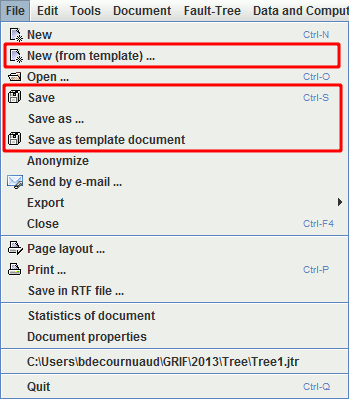 File Edit Tools Document Fault-Tree Data and Comput
New Ctrl-N
New (from template) ...
Open ... Ctrl-O
Save Ctrl-S
Save as ...
Save as template document
Anonymize
Send by e-mail ...
Export
Close Ctrl-F4
Page layout ...
Print ... Ctrl-P
Save in RTF file ...
Statistics of document
Document properties
C:\Users\bdecournuaud\GRIF\2013\Tree\Tree1.jtr
Quit Ctrl-Q